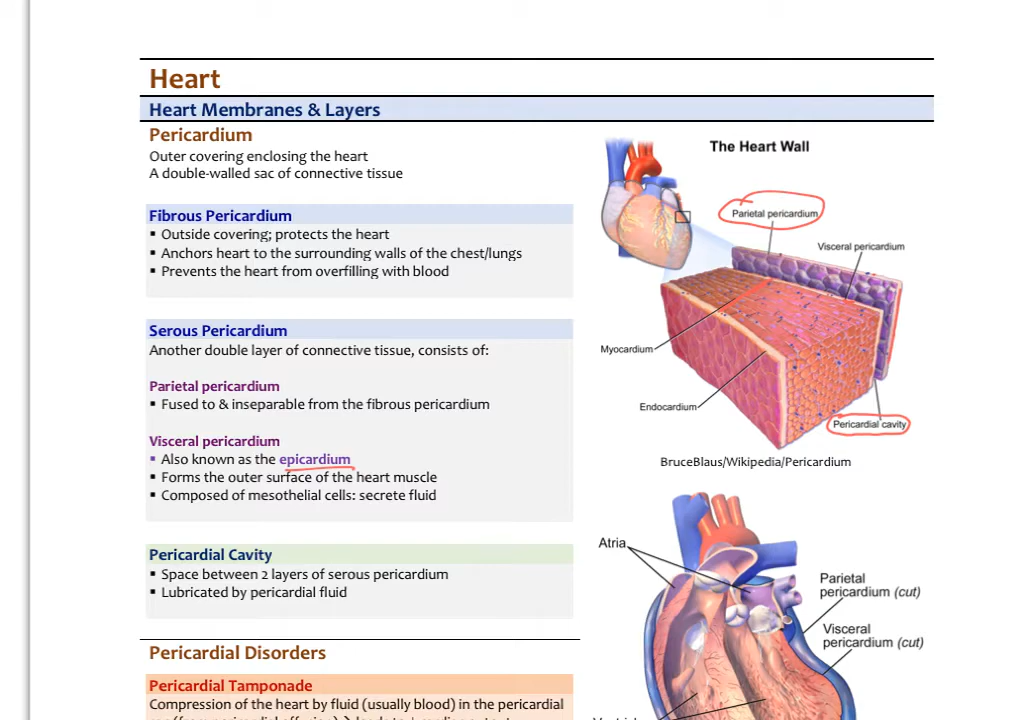 Heart
Heart Membranes & Layers
Pericardium
Outer covering enclosing the heart
A double-walled sac of connective tissue
Fibrous Pericardium
▪ Outside covering; protects the heart
▪ Anchors heart to the surrounding walls of the chest/lungs
▪ Prevents the heart from overfilling with blood
Serous Pericardium
Another double layer of connective tissue, consists of:
Parietal pericardium
▪ Fused to & inseparable from the fibrous pericardium
Visceral pericardium
▪ Also known as the epicardium
▪ Forms the outer surface of the heart muscle
▪ Composed of mesothelial cells: secrete fluid
Pericardial Cavity
▪ Space between 2 layers of serous pericardium
▪ Lubricated by pericardial fluid
Pericardial Disorders
Pericardial Tamponade
Compression of the heart by fluid (usually blood) in the pericardial
The Heart Wall
Parietal pericardium
Visceral pericardium
Myocardium
Endocardium
Pericardial cavity
BruceBlaus/Wikipedia/Pericardium
Atria
Parietal
pericardium (cut)
Visceral
pericardium (cut)